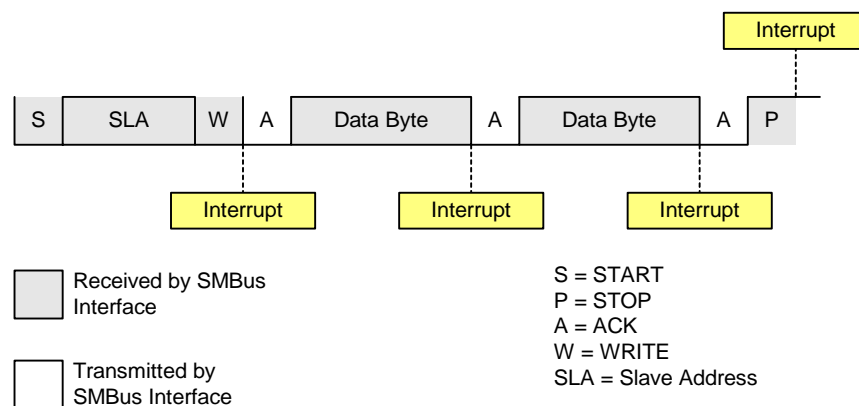 Interrupt
S SLA W A Data Byte A Data Byte A P
Interrupt Interrupt Interrupt
Received by SMBus
Interface
Transmitted by
SMBus Interface
S = START
P = STOP
A = ACK
W = WRITE
SLA = Slave Address